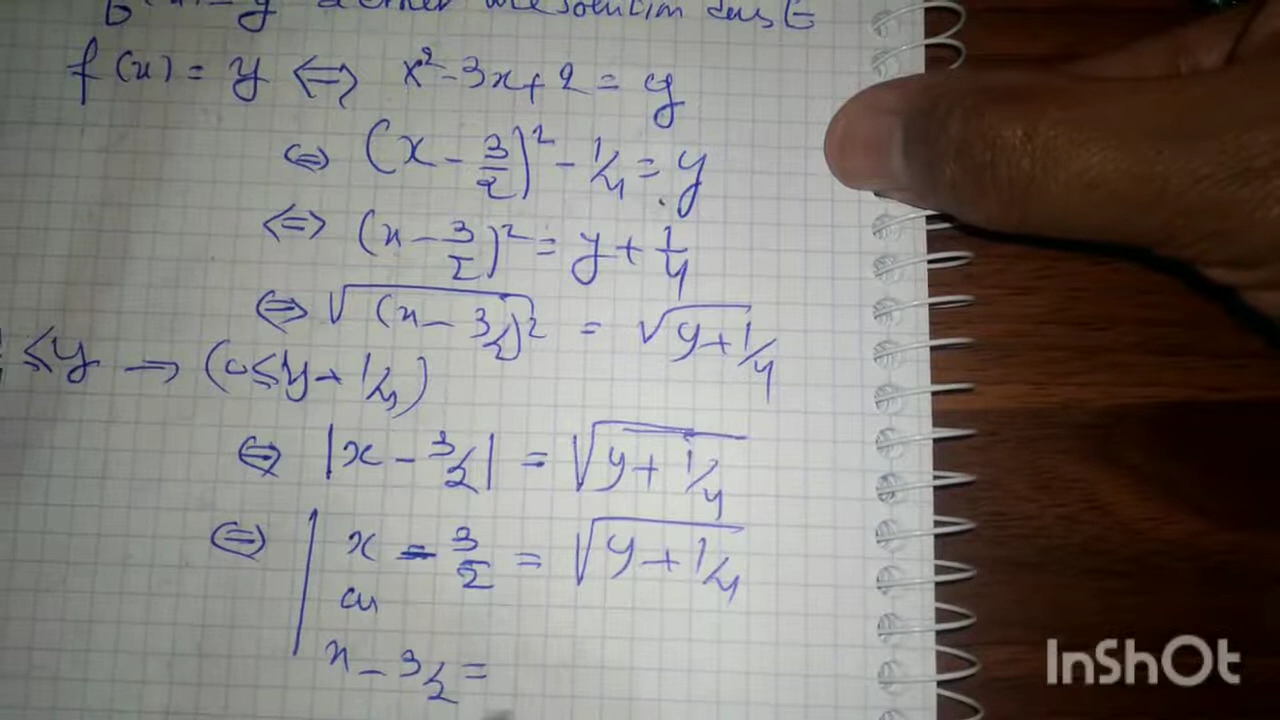 f(x) = y ⟺ x² - 3x + 2 = y
⟺ (x - 3/2)² - 1/4 = y
⟺ (x - 3/2)² = y + 1/4
⟺ √(x - 3/2)² = √y + 1/4
≤ y → (0 ≤ y + 1/4)
⟺ |x - 3/2| = √y + 1/4
⟺ | x - 3/2 = √y + 1/4
ou
x - 3/2 =
InShOt